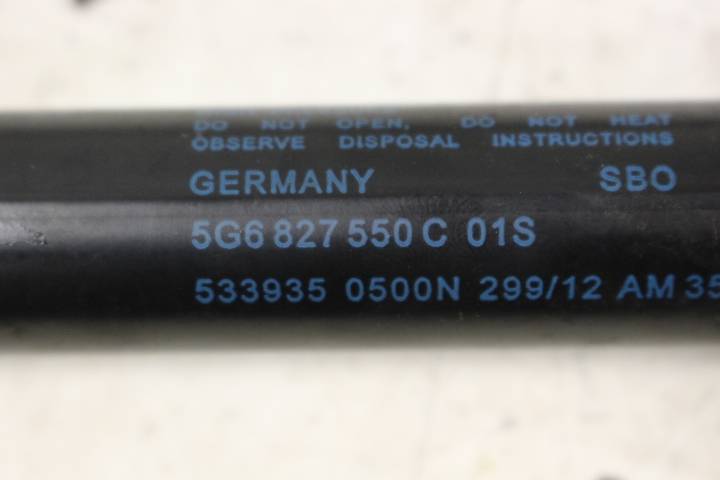 DO NOT OPEN, DO NOT HEAT
OBSERVE DISPOSAL INSTRUCTIONS
GERMANY SBO
5G6 827 550 C 01S
533935 0500N 299/12 AM 35